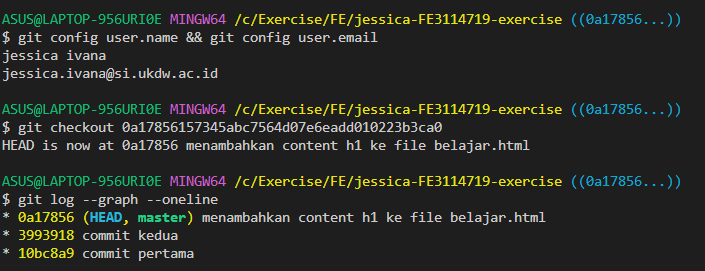 ASUS@LAPTOP-956URI0E MINGW64 /c/Exercise/FE/jessica-FE3114719-exercise ((0a17856...))
$ git config user.name && git config user.email
jessica ivana
jessica.ivana@si.ukdw.ac.id
ASUS@LAPTOP-956URI0E MINGW64 /c/Exercise/FE/jessica-FE3114719-exercise ((0a17856...))
$ git checkout 0a17856157345abc7564d07e6eadd010223b3ca0
HEAD is now at 0a17856 menambahkan content h1 ke file belajar.html
ASUS@LAPTOP-956URI0E MINGW64 /c/Exercise/FE/jessica-FE3114719-exercise ((0a17856...))
$ git log --graph --oneline
* 0a17856 (HEAD, master) menambahkan content h1 ke file belajar.html
* 3993918 commit kedua
* 10bc8a9 commit pertama